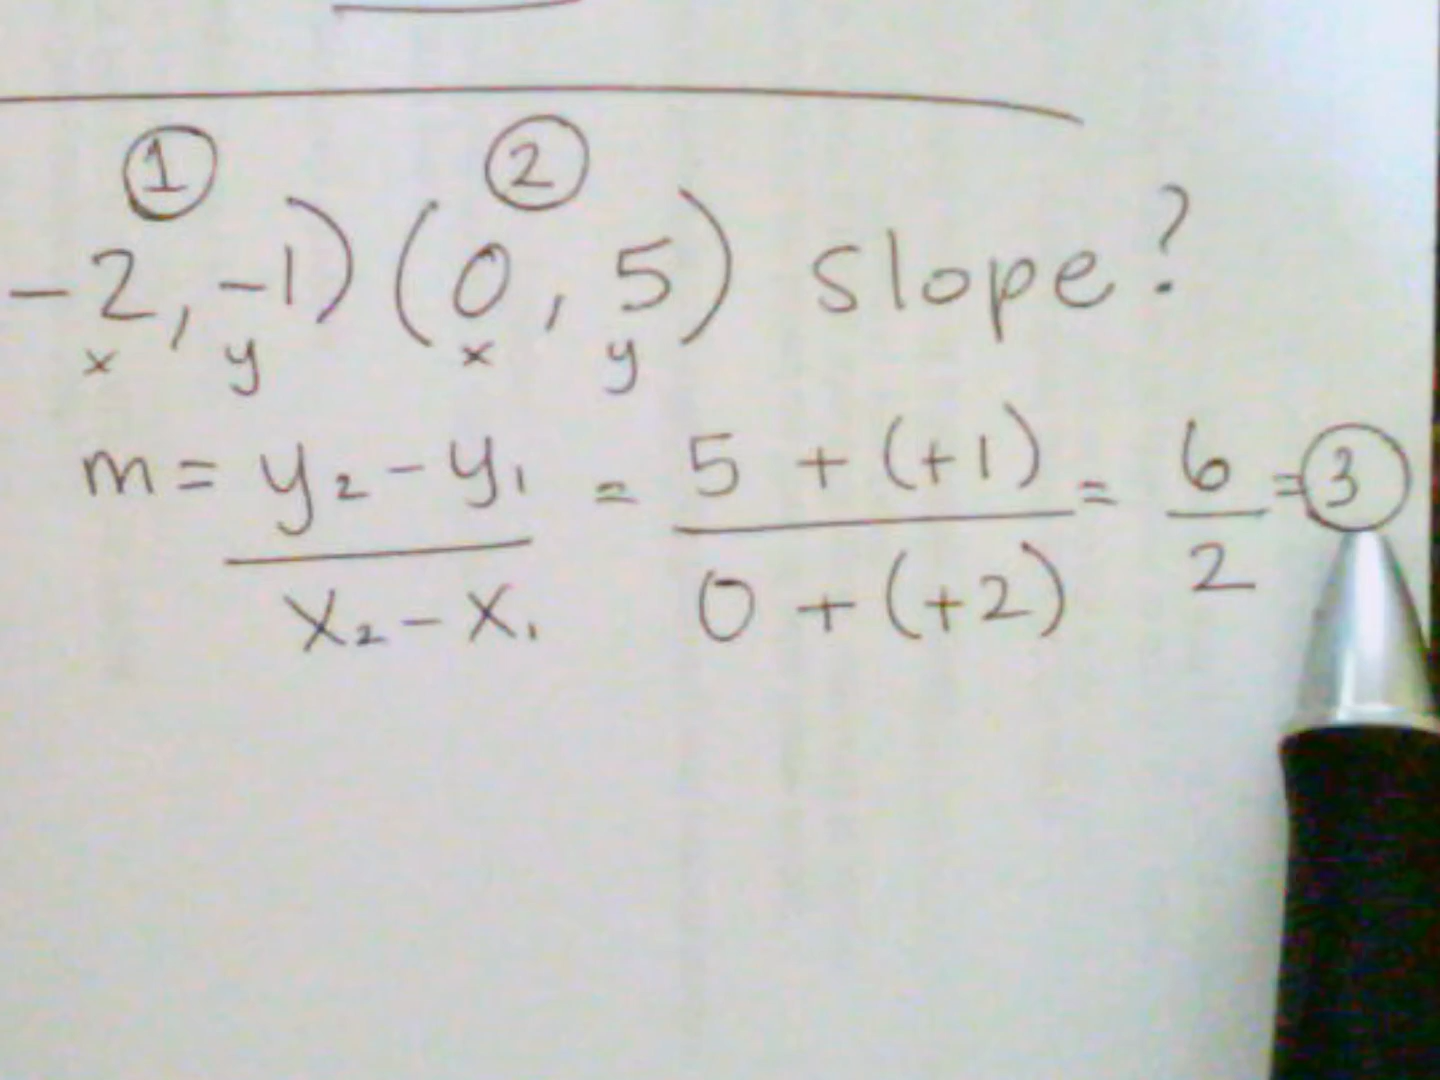 ① ②
-2, -1) (0, 5) slope?
x y x y
m = y₂ - y₁ / x₂ - x₁ = 5 + (+1) / 0 + (+2) = 6 / 2 = 3